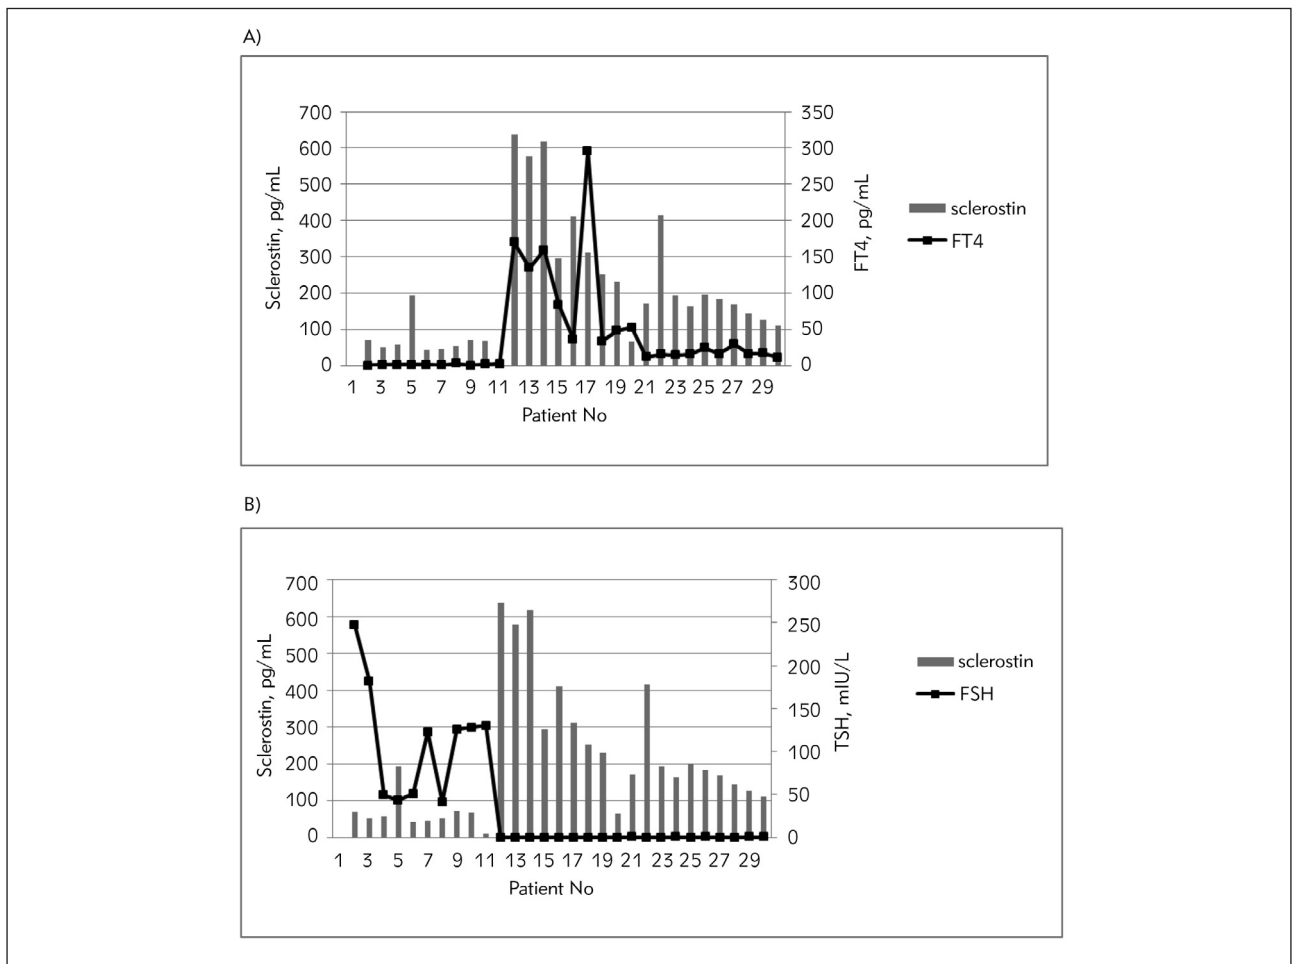 A)
700
600
500
400
300
200
100
0
Sclerostin, pg/mL
350
300
250
200
150
100
50
0
FT4, pg/mL
1 3 5 7 9 11 13 15 17 19 21 23 25 27 29
Patient No
sclerostin
FT4
B)
700
600
500
400
300
200
100
0
Sclerostin, pg/mL
300
250
200
150
100
50
0
TSH, mIU/L
1 3 5 7 9 11 13 15 17 19 21 23 25 27 29
Patient No
sclerostin
FSH